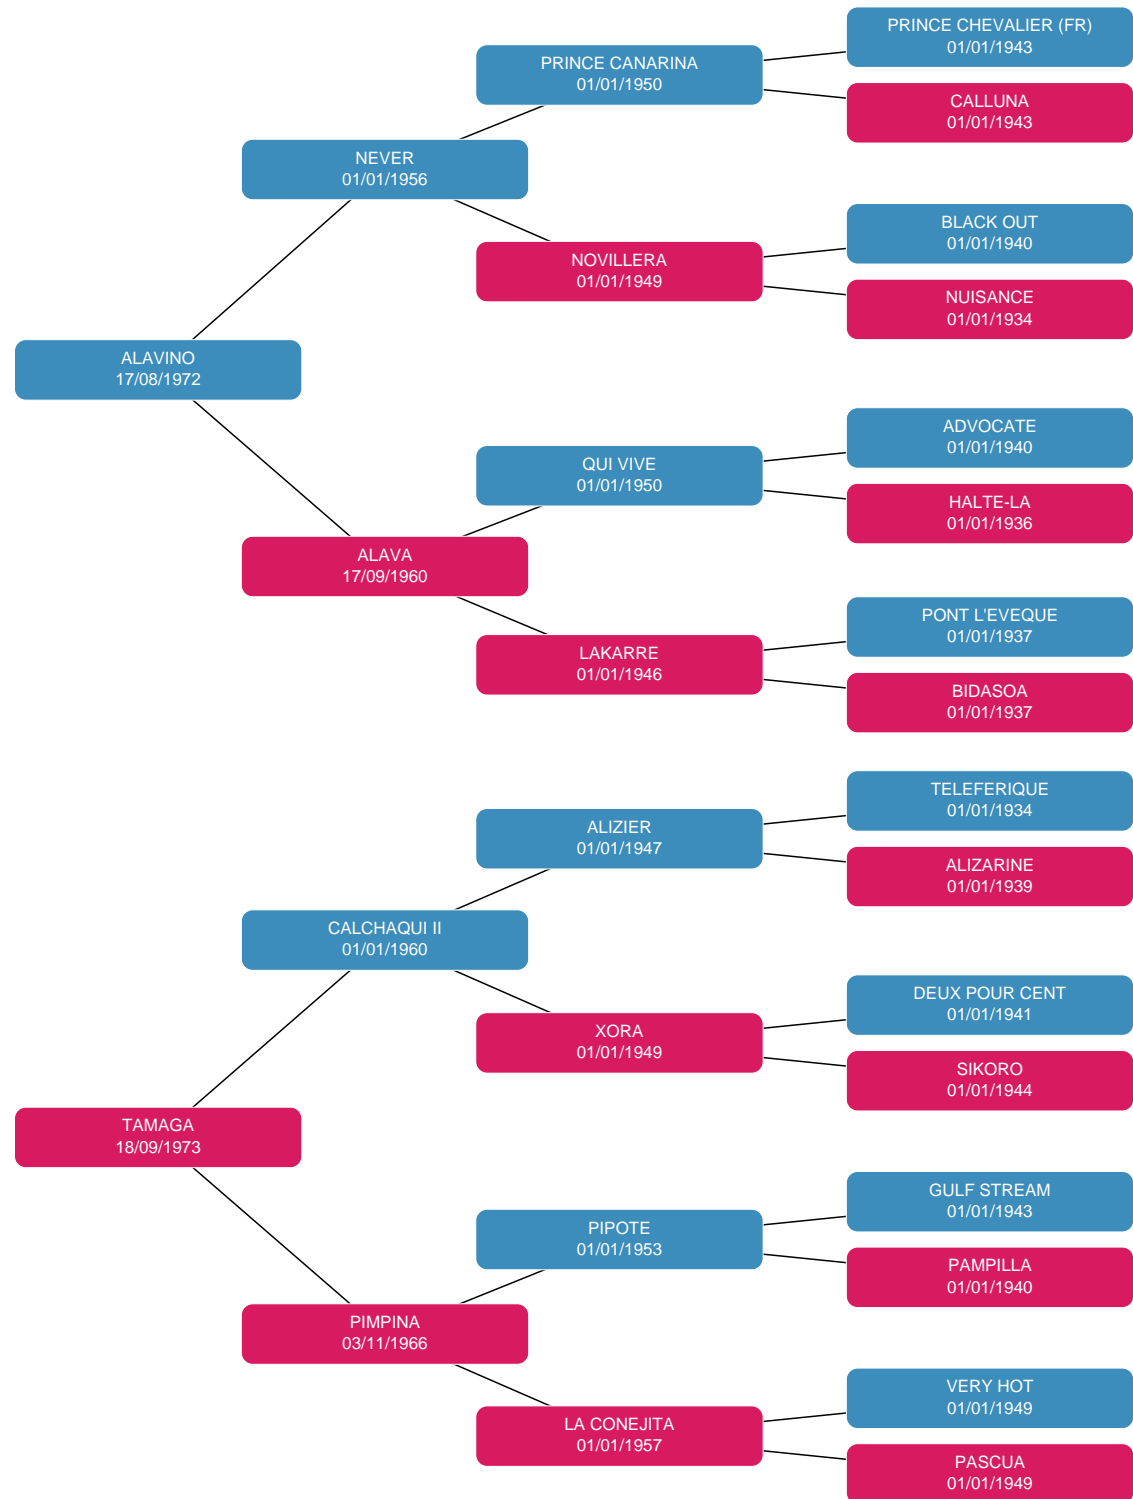 PRINCE CHEVALIER (FR)
01/01/1943
PRINCE CANARINA
01/01/1950
CALLUNA
01/01/1943
NEVER
01/01/1956
BLACK OUT
01/01/1940
NOVILLERA
01/01/1949
NUISANCE
01/01/1934
ALAVINO
17/08/1972
ADVOCATE
01/01/1940
QUI VIVE
01/01/1950
HALTE-LA
01/01/1936
ALAVA
17/09/1960
PONT L'EVEQUE
01/01/1937
LAKARRE
01/01/1946
BIDASOA
01/01/1937
TELEFERIQUE
01/01/1934
ALIZIER
01/01/1947
ALIZARINE
01/01/1939
CALCHAQUI II
01/01/1960
DEUX POUR CENT
01/01/1941
XORA
01/01/1949
SIKORO
01/01/1944
TAMAGA
18/09/1973
GULF STREAM
01/01/1943
PIPOTE
01/01/1953
PAMPILLA
01/01/1940
PIMPINA
03/11/1966
VERY HOT
01/01/1949
LA CONEJITA
01/01/1957
PASCUA
01/01/1949